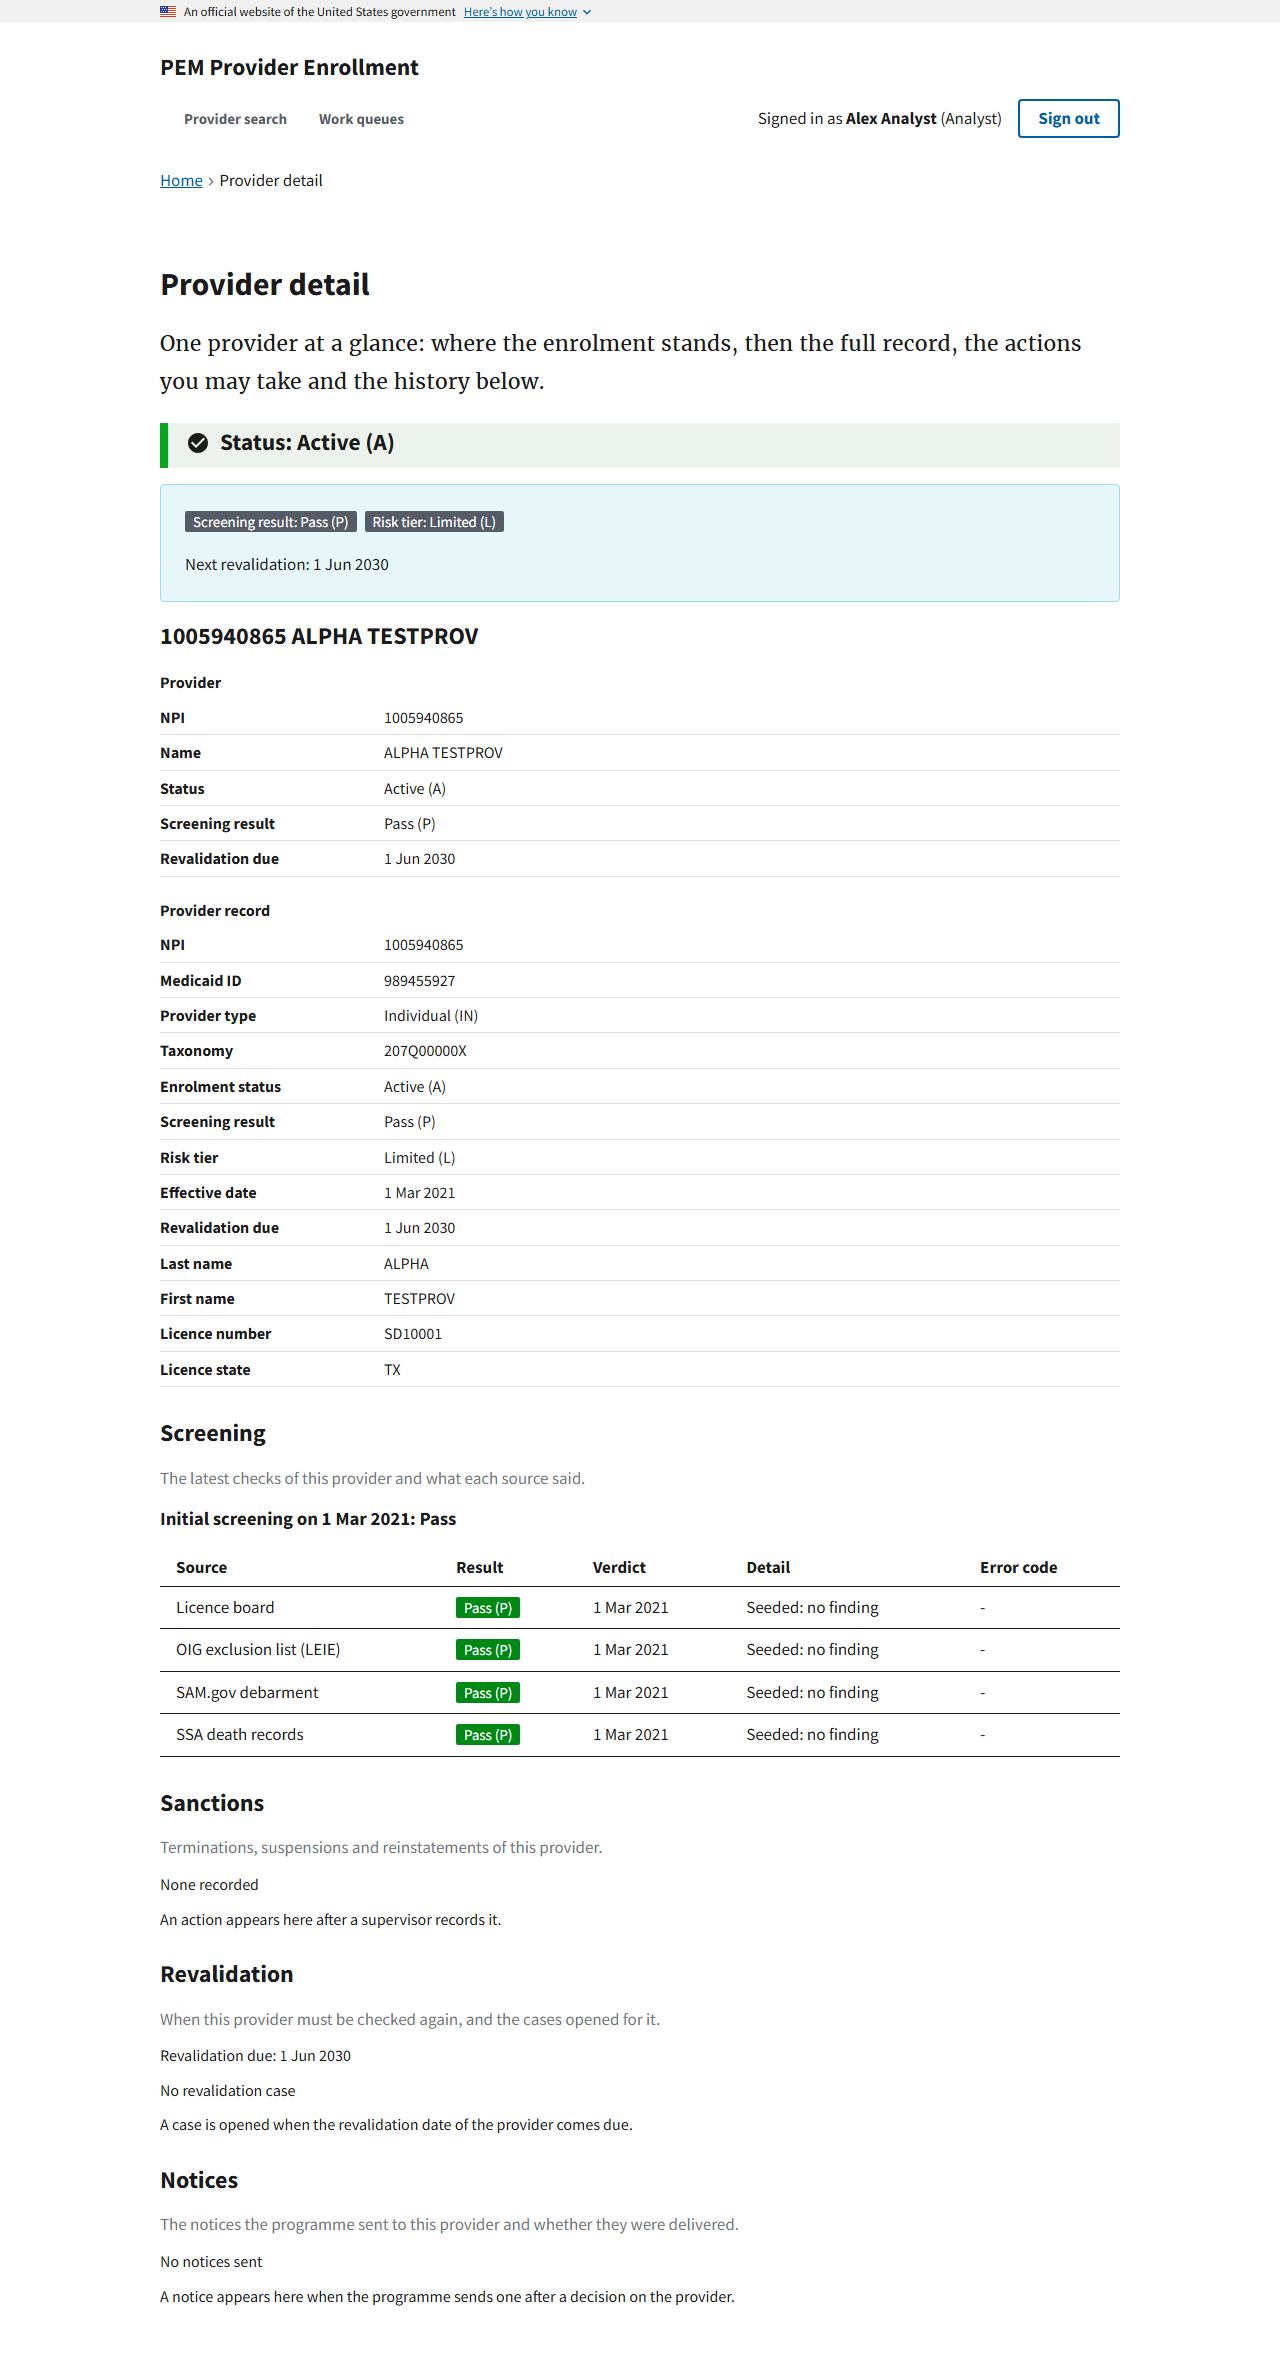 An official website of the United States government Here's how you know
PEM Provider Enrollment
Provider search Work queues Signed in as Alex Analyst (Analyst) Sign out
Home › Provider detail
Provider detail
One provider at a glance: where the enrolment stands, then the full record, the actions
you may take and the history below.
Status: Active (A)
Screening result: Pass (P) Risk tier: Limited (L)
Next revalidation: 1 Jun 2030
1005940865 ALPHA TESTPROV
Provider
NPI 1005940865
Name ALPHA TESTPROV
Status Active (A)
Screening result Pass (P)
Revalidation due 1 Jun 2030
Provider record
NPI 1005940865
Medicaid ID 989455927
Provider type Individual (IN)
Taxonomy 207Q00000X
Enrolment status Active (A)
Screening result Pass (P)
Risk tier Limited (L)
Effective date 1 Mar 2021
Revalidation due 1 Jun 2030
Last name ALPHA
First name TESTPROV
Licence number SD10001
Licence state TX
Screening
The latest checks of this provider and what each source said.
Initial screening on 1 Mar 2021: Pass
Source Result Verdict Detail Error code
Licence board Pass (P) 1 Mar 2021 Seeded: no finding -
OIG exclusion list (LEIE) Pass (P) 1 Mar 2021 Seeded: no finding -
SAM.gov debarment Pass (P) 1 Mar 2021 Seeded: no finding -
SSA death records Pass (P) 1 Mar 2021 Seeded: no finding -
Sanctions
Terminations, suspensions and reinstatements of this provider.
None recorded
An action appears here after a supervisor records it.
Revalidation
When this provider must be checked again, and the cases opened for it.
Revalidation due: 1 Jun 2030
No revalidation case
A case is opened when the revalidation date of the provider comes due.
Notices
The notices the programme sent to this provider and whether they were delivered.
No notices sent
A notice appears here when the programme sends one after a decision on the provider.